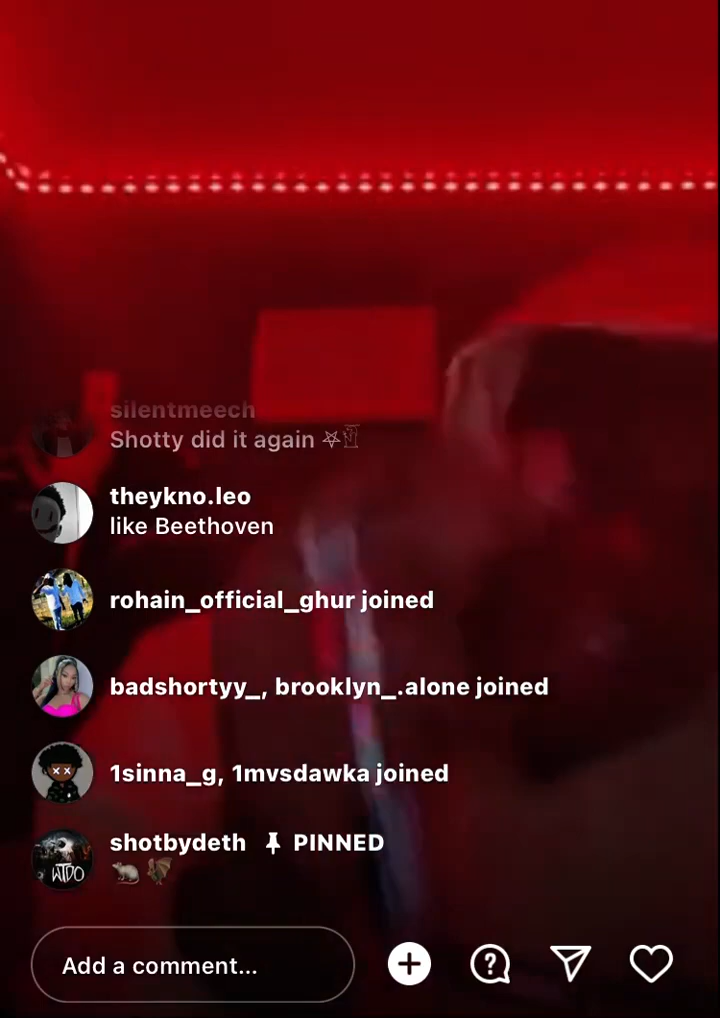 silentmeech
Shotty did it again ⛧𓆩
theykno.leo
like Beethoven
rohain_official_ghur joined
badshortyy_, brooklyn_.alone joined
1sinna_g, 1mvsdawka joined
shotbydeth 📌 PINNED
🐀 🦇
WTDO
Add a comment...